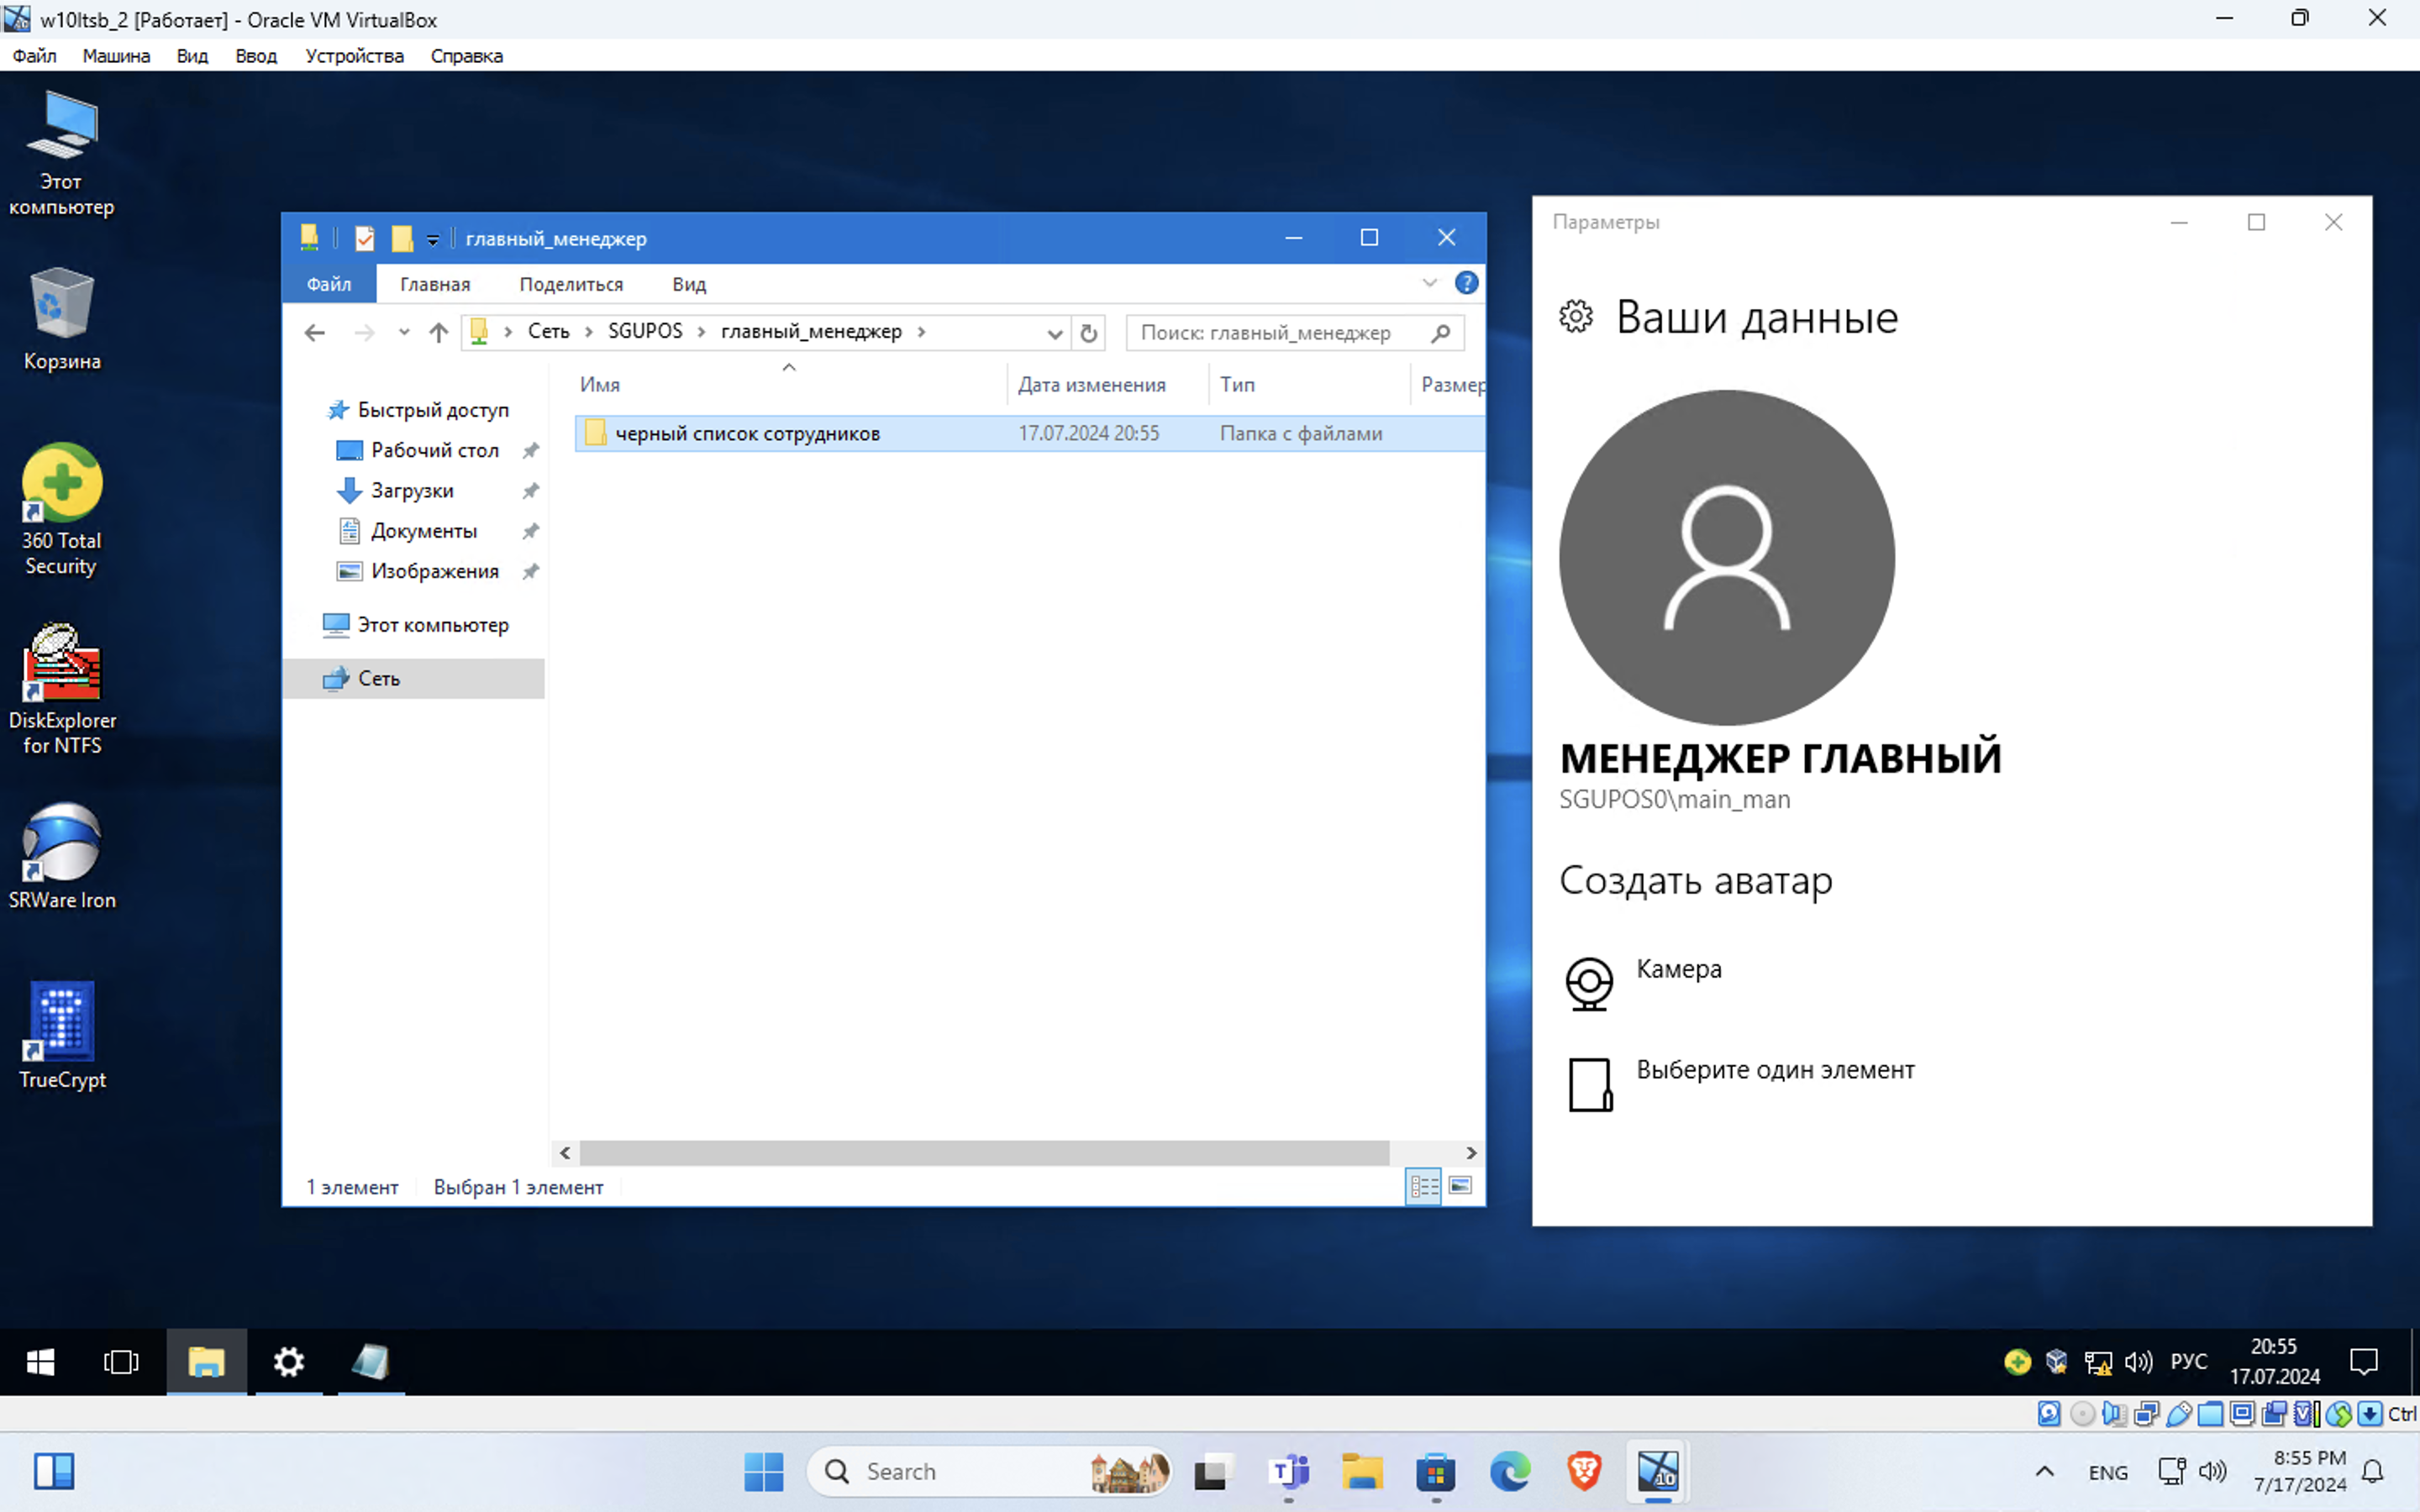 w10ltsb_2 [Работает] - Oracle VM VirtualBox
Файл Машина Вид Ввод Устройства Справка
Этот
компьютер
Корзина
360 Total
Security
DiskExplorer
for NTFS
SRWare Iron
TrueCrypt
главный_менеджер
Файл Главная Поделиться Вид
Сеть SGUPOS главный_менеджер
Поиск: главный_менеджер
Имя Дата изменения Тип Размер
черный список сотрудников 17.07.2024 20:55 Папка с файлами
Быстрый доступ
Рабочий стол
Загрузки
Документы
Изображения
Этот компьютер
Сеть
1 элемент Выбран 1 элемент
Параметры
Ваши данные
МЕНЕДЖЕР ГЛАВНЫЙ
SGUPOS0\main_man
Создать аватар
Камера
Выберите один элемент
РУС
20:55
17.07.2024
Ctrl
Search
ENG
8:55 PM
7/17/2024